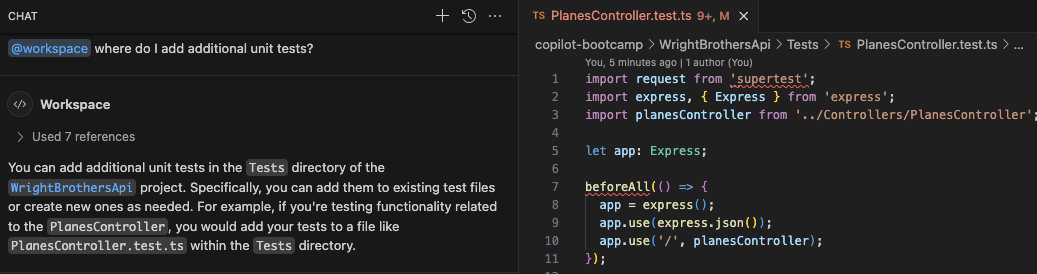 CHAT
@workspace where do I add additional unit tests?
Workspace
Used 7 references
You can add additional unit tests in the Tests directory of the
WrightBrothersApi project. Specifically, you can add them to existing test files
or create new ones as needed. For example, if you're testing functionality related
to the PlanesController, you would add your tests to a file like
PlanesController.test.ts within the Tests directory.
TS PlanesController.test.ts 9+, M
copilot-bootcamp > WrightBrothersApi > Tests > TS PlanesController.test.ts > ...
You, 5 minutes ago | 1 author (You)
1 import request from 'supertest';
2 import express, { Express } from 'express';
3 import planesController from '../Controllers/PlanesController';
4
5 let app: Express;
6
7 beforeAll(() => {
8 app = express();
9 app.use(express.json());
10 app.use('/', planesController);
11 });